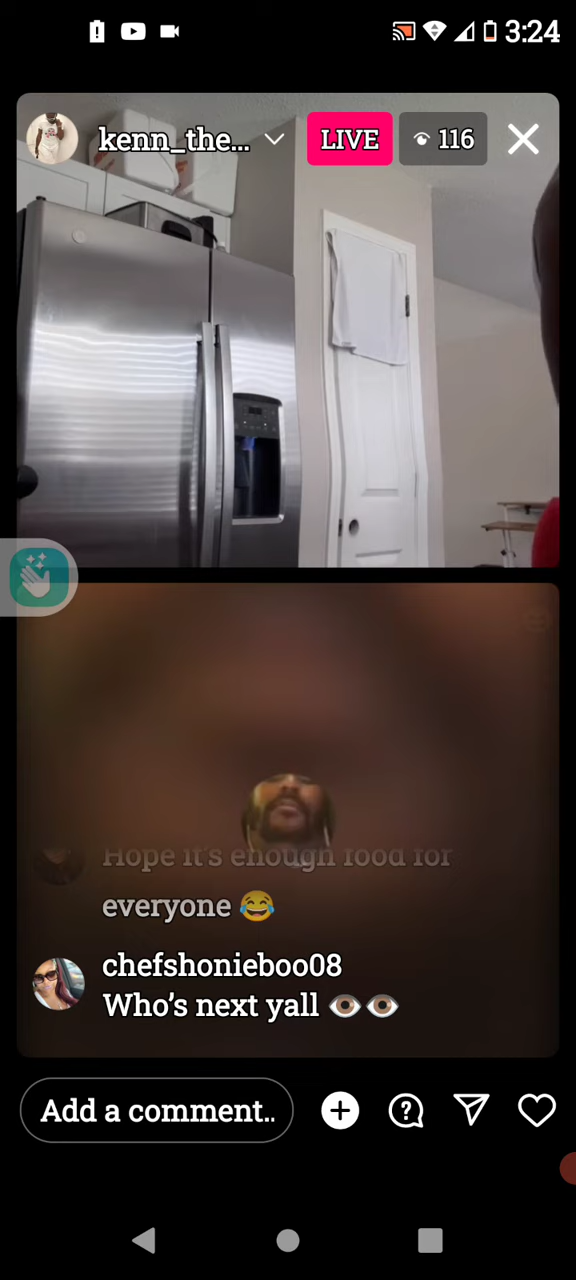 3:24
kenn_the...
LIVE
116
Hope it's enough food for
everyone 😂
chefshonieboo08
Who's next yall 👁️👁️
Add a comment..